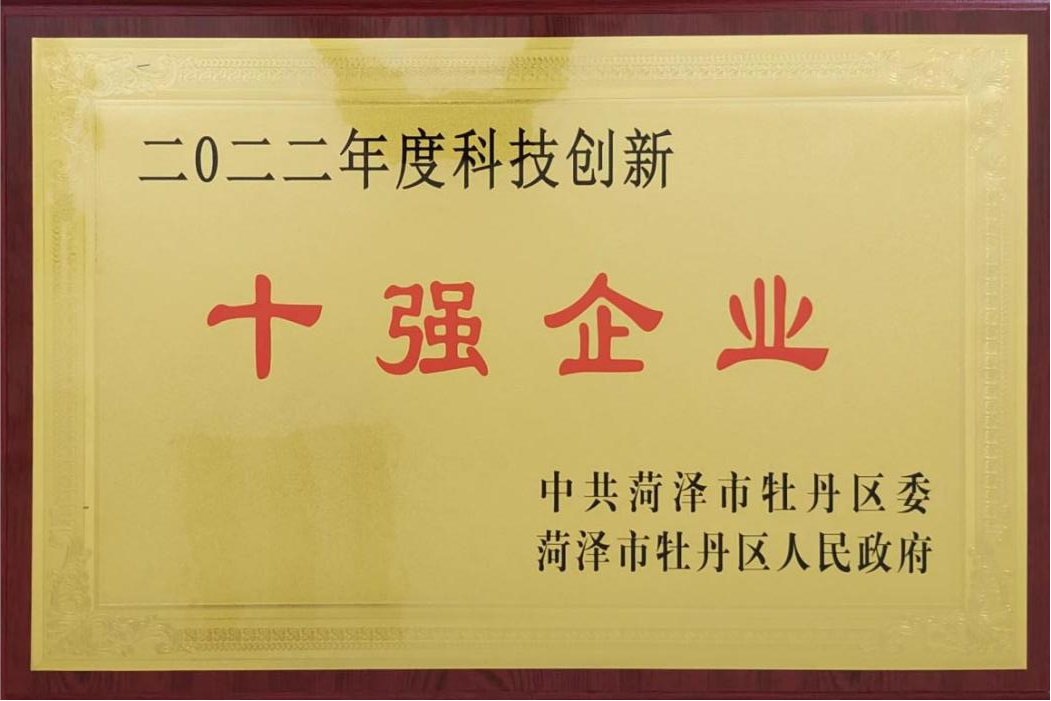 二0二二年度科技创新
十强企业
中共菏泽市牡丹区委
菏泽市牡丹区人民政府